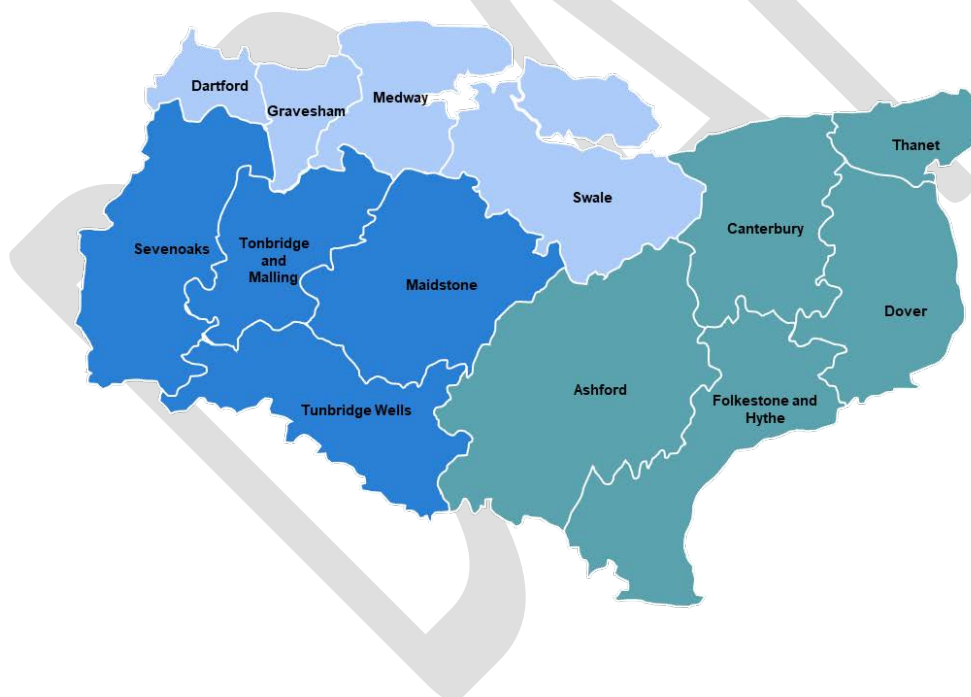 Dartford
Gravesham
Medway
Thanet
Swale
Canterbury
Sevenoaks
Tonbridge
and
Malling
Maidstone
Dover
Ashford
Folkestone and
Hythe
Tunbridge Wells